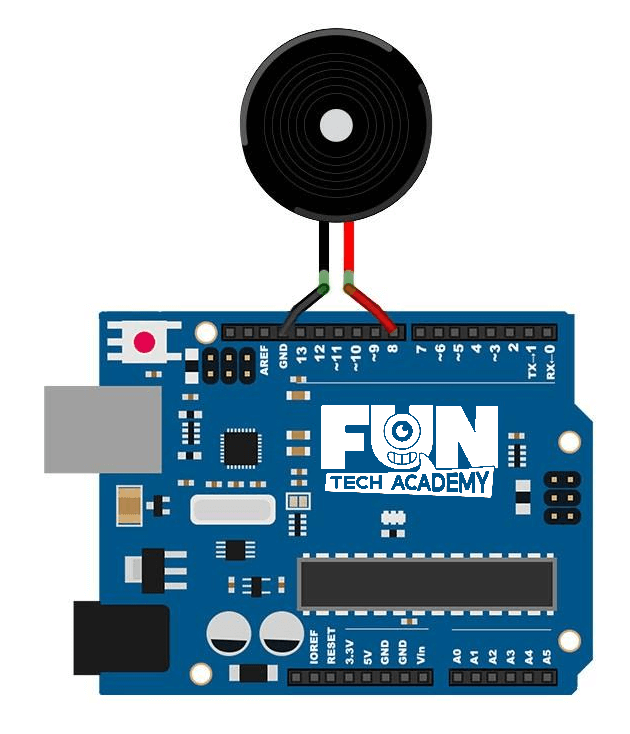 AREF
GND
13
12
~11
~10
~9
8
7
~6
~5
4
~3
2
TX→1
RX←0
FUN
TECH ACADEMY
IOREF
RESET
3.3V
5V
GND
GND
Vin
A0
A1
A2
A3
A4
A5